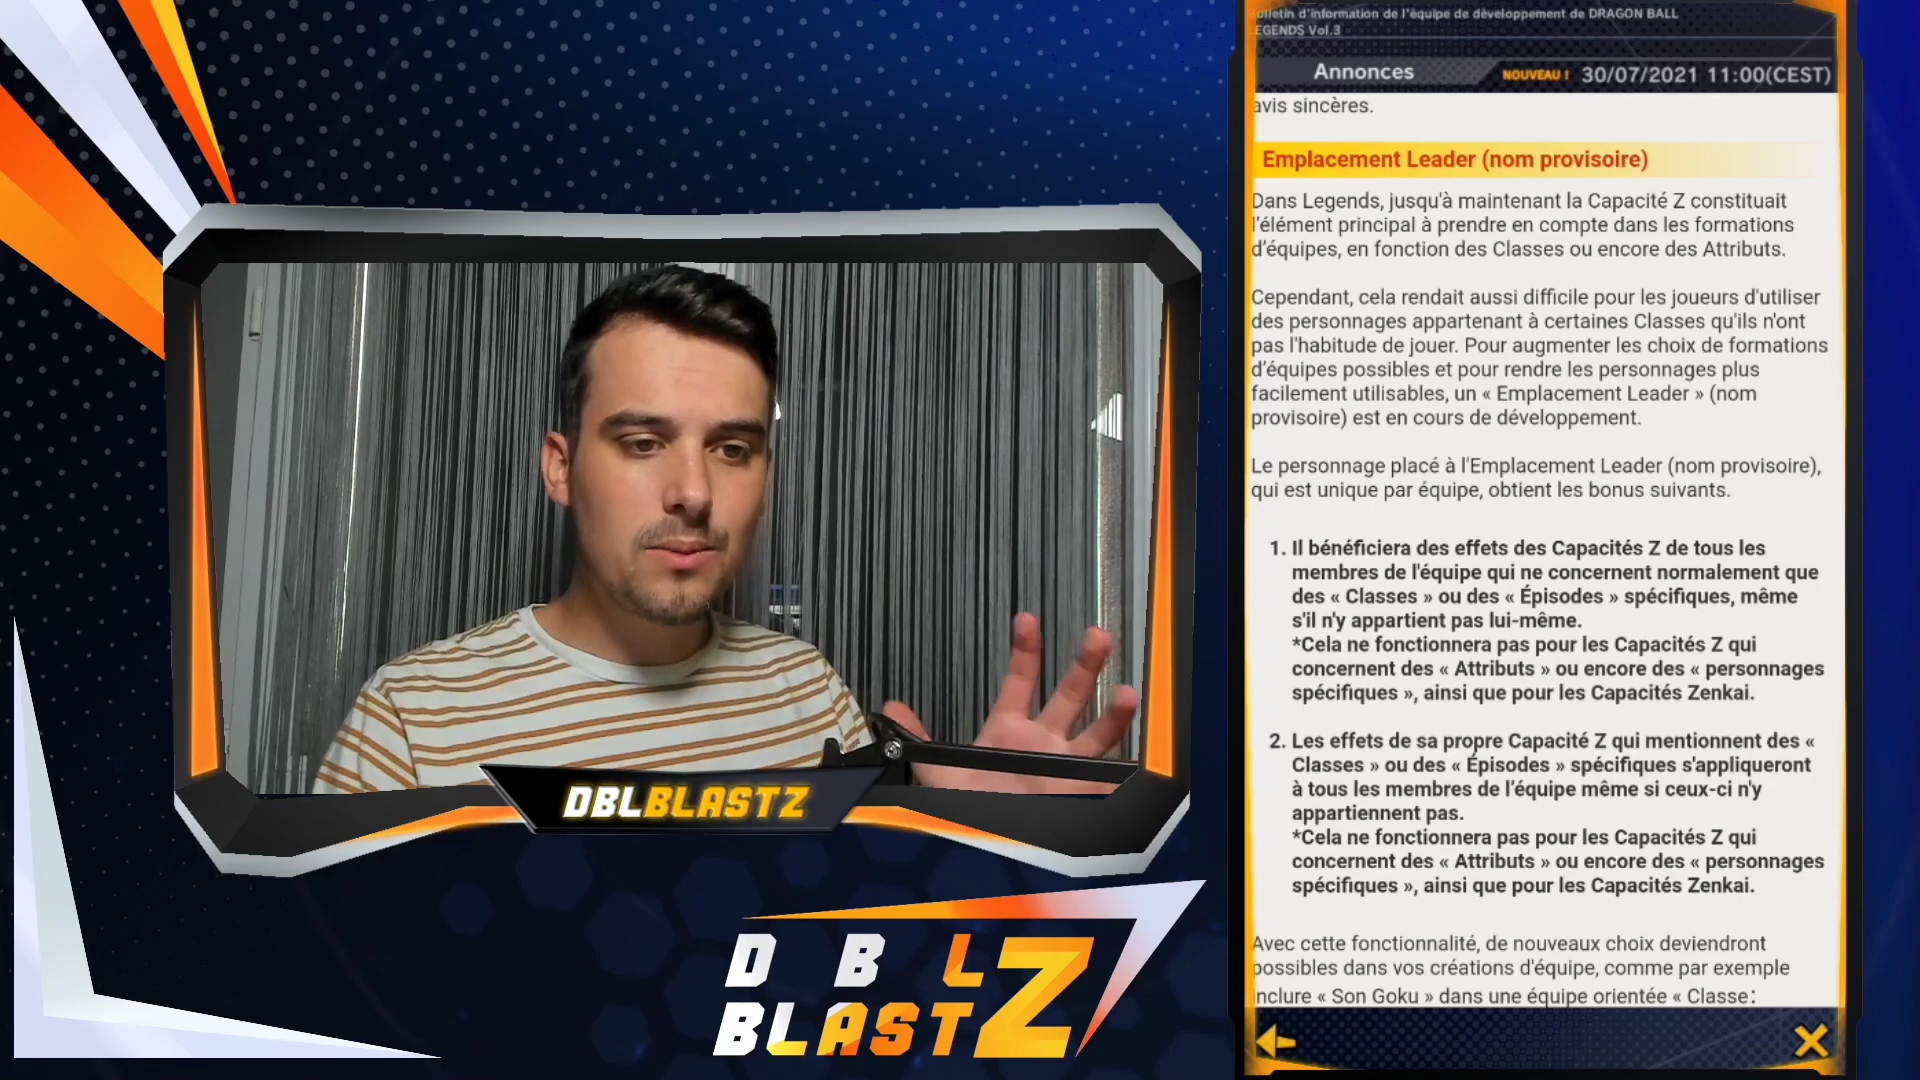 Bulletin d'information de l'équipe de développement de DRAGON BALL
LEGENDS Vol.3
Annonces
NOUVEAU !
30/07/2021 11:00(CEST)
avis sincères.
Emplacement Leader (nom provisoire)
Dans Legends, jusqu'à maintenant la Capacité Z constituait
l'élément principal à prendre en compte dans les formations
d'équipes, en fonction des Classes ou encore des Attributs.
Cependant, cela rendait aussi difficile pour les joueurs d'utiliser
des personnages appartenant à certaines Classes qu'ils n'ont
pas l'habitude de jouer. Pour augmenter les choix de formations
d'équipes possibles et pour rendre les personnages plus
facilement utilisables, un « Emplacement Leader » (nom
provisoire) est en cours de développement.
Le personnage placé à l'Emplacement Leader (nom provisoire),
qui est unique par équipe, obtient les bonus suivants.
1. Il bénéficiera des effets des Capacités Z de tous les
membres de l'équipe qui ne concernent normalement que
des « Classes » ou des « Épisodes » spécifiques, même
s'il n'y appartient pas lui-même.
*Cela ne fonctionnera pas pour les Capacités Z qui
concernent des « Attributs » ou encore des « personnages
spécifiques », ainsi que pour les Capacités Zenkai.
2. Les effets de sa propre Capacité Z qui mentionnent des «
Classes » ou des « Épisodes » spécifiques s'appliqueront
à tous les membres de l'équipe même si ceux-ci n'y
appartiennent pas.
*Cela ne fonctionnera pas pour les Capacités Z qui
concernent des « Attributs » ou encore des « personnages
spécifiques », ainsi que pour les Capacités Zenkai.
Avec cette fonctionnalité, de nouveaux choix deviendront
possibles dans vos créations d'équipe, comme par exemple
inclure « Son Goku » dans une équipe orientée « Classe:
DBLBLASTZ
DBL
BLASTZ